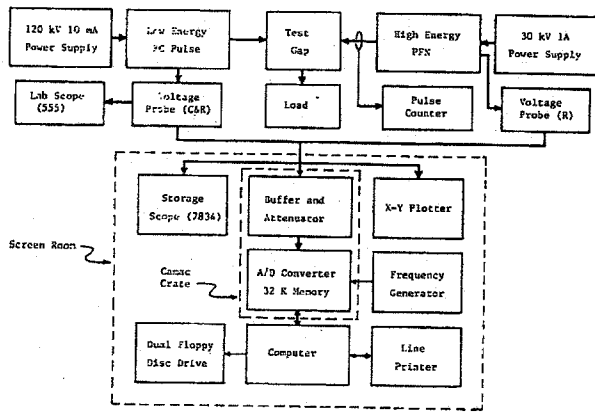 120 kV 10 mA
Power Supply
Low Energy
RC Pulse
Test
Gap
High Energy
PFN
30 kV 1A
Power Supply
Lab Scope
(555)
Voltage
Probe (C&R)
Load
Pulse
Counter
Voltage
Probe (R)
Storage
Scope (7834)
Buffer and
Attenuator
X-Y Plotter
Screen Room
Camac
Crate
A/D Converter
32 K Memory
Frequency
Generator
Dual Floppy
Disc Drive
Computer
Line
Printer